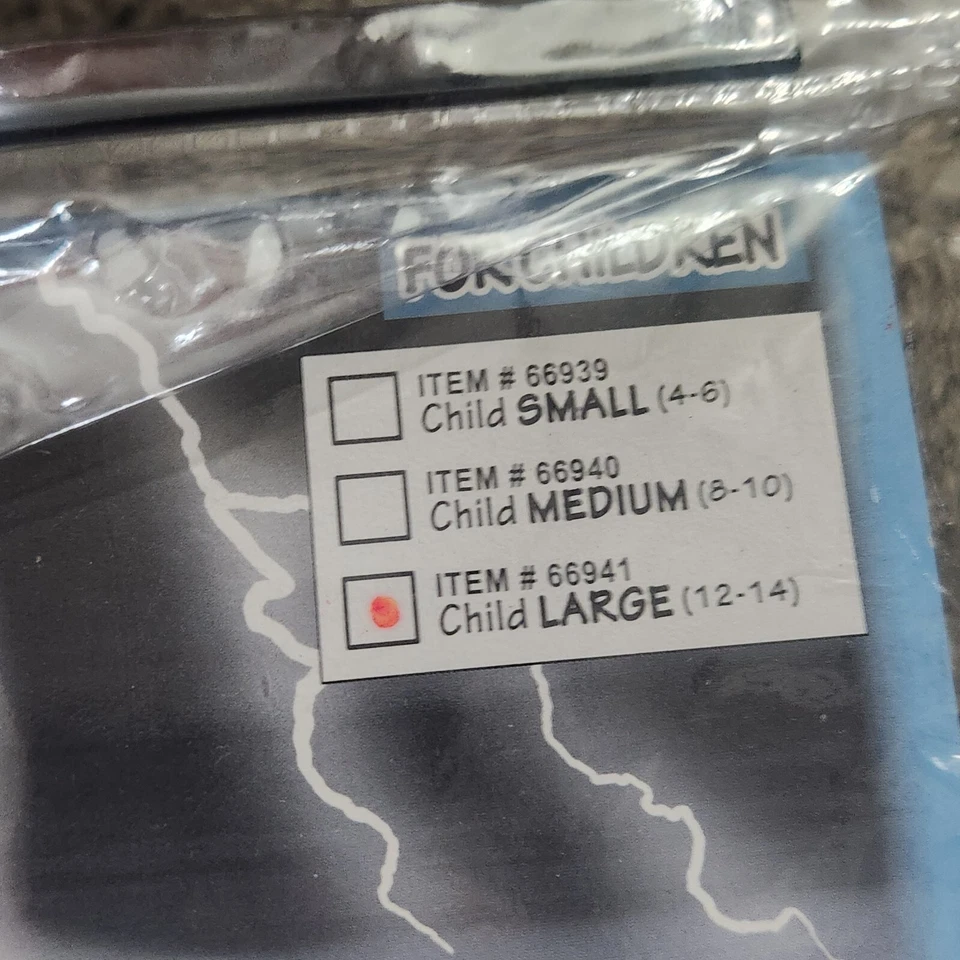 FOR CHILDREN
ITEM # 66939
Child SMALL (4-6)
ITEM # 66940
Child MEDIUM (8-10)
ITEM # 66941
Child LARGE (12-14)